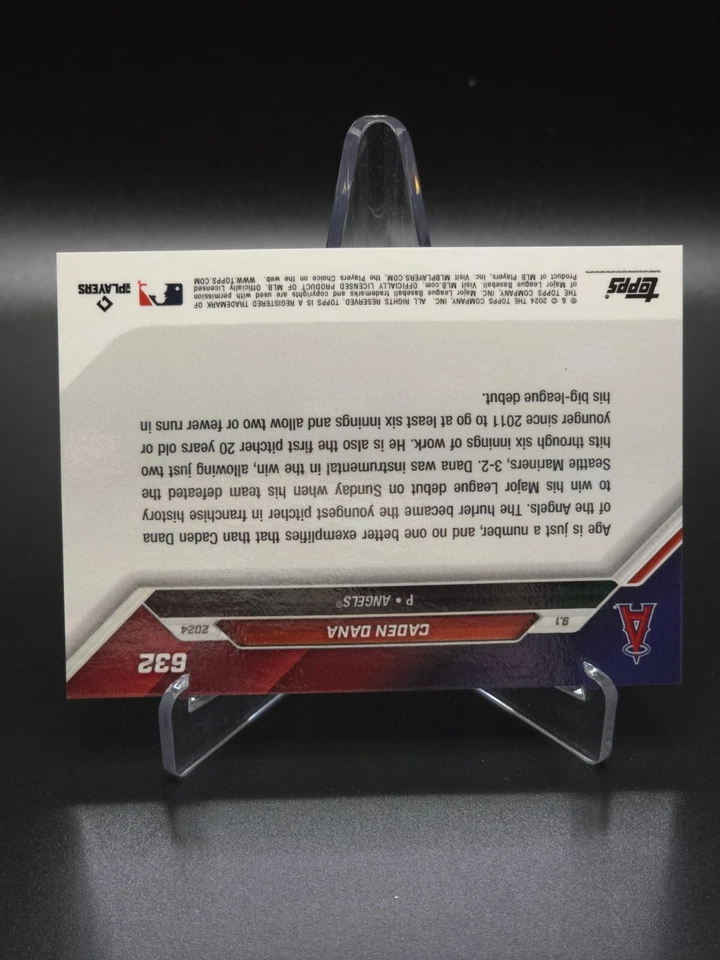 632
9.1
CADEN DANA
2024
P • ANGELS®
Age is just a number, and no one better exemplifies that than Caden Dana
of the Angels. The hurler became the youngest pitcher in franchise history
to win his Major League debut on Sunday when his team defeated the
Seattle Mariners, 3-2. Dana was instrumental in the win, allowing just two
hits through six innings of work. He is also the first pitcher 20 years old or
younger since 2011 to go at least six innings and allow two or fewer runs in
his big-league debut.
topps
® & © 2024 THE TOPPS COMPANY, INC. ALL RIGHTS RESERVED. TOPPS IS A REGISTERED TRADEMARK OF
THE TOPPS COMPANY, INC. Major League Baseball trademarks and copyrights are used with permission
of Major League Baseball. Visit MLB.com. OFFICIALLY LICENSED PRODUCT OF MLB. Officially Licensed
Product of MLB Players, Inc. Visit MLBPLAYERS.COM, the Players Choice on the web. WWW.TOPPS.COM
MLB PLAYERS